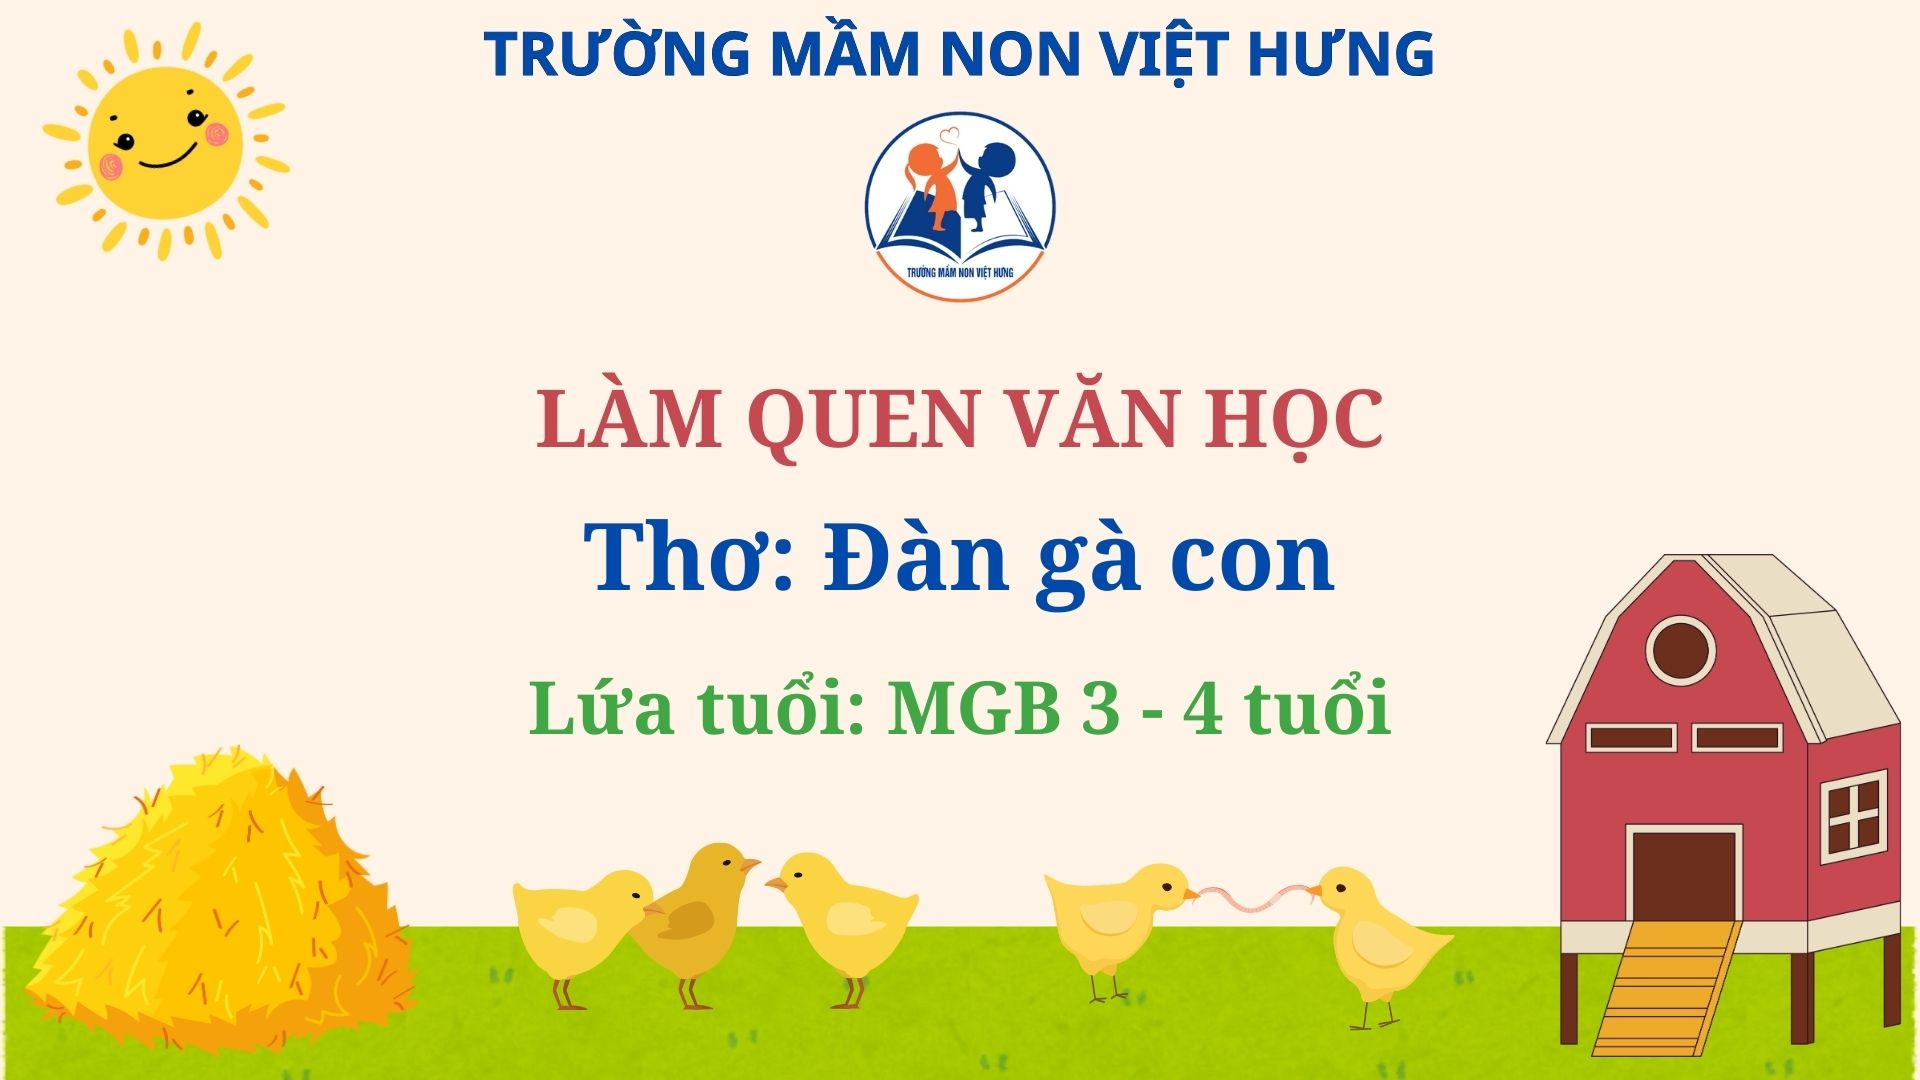 TRƯỜNG MẦM NON VIỆT HƯNG
TRƯỜNG MẦM NON VIỆT HƯNG
LÀM QUEN VĂN HỌC
Thơ: Đàn gà con
Lứa tuổi: MGB 3 - 4 tuổi